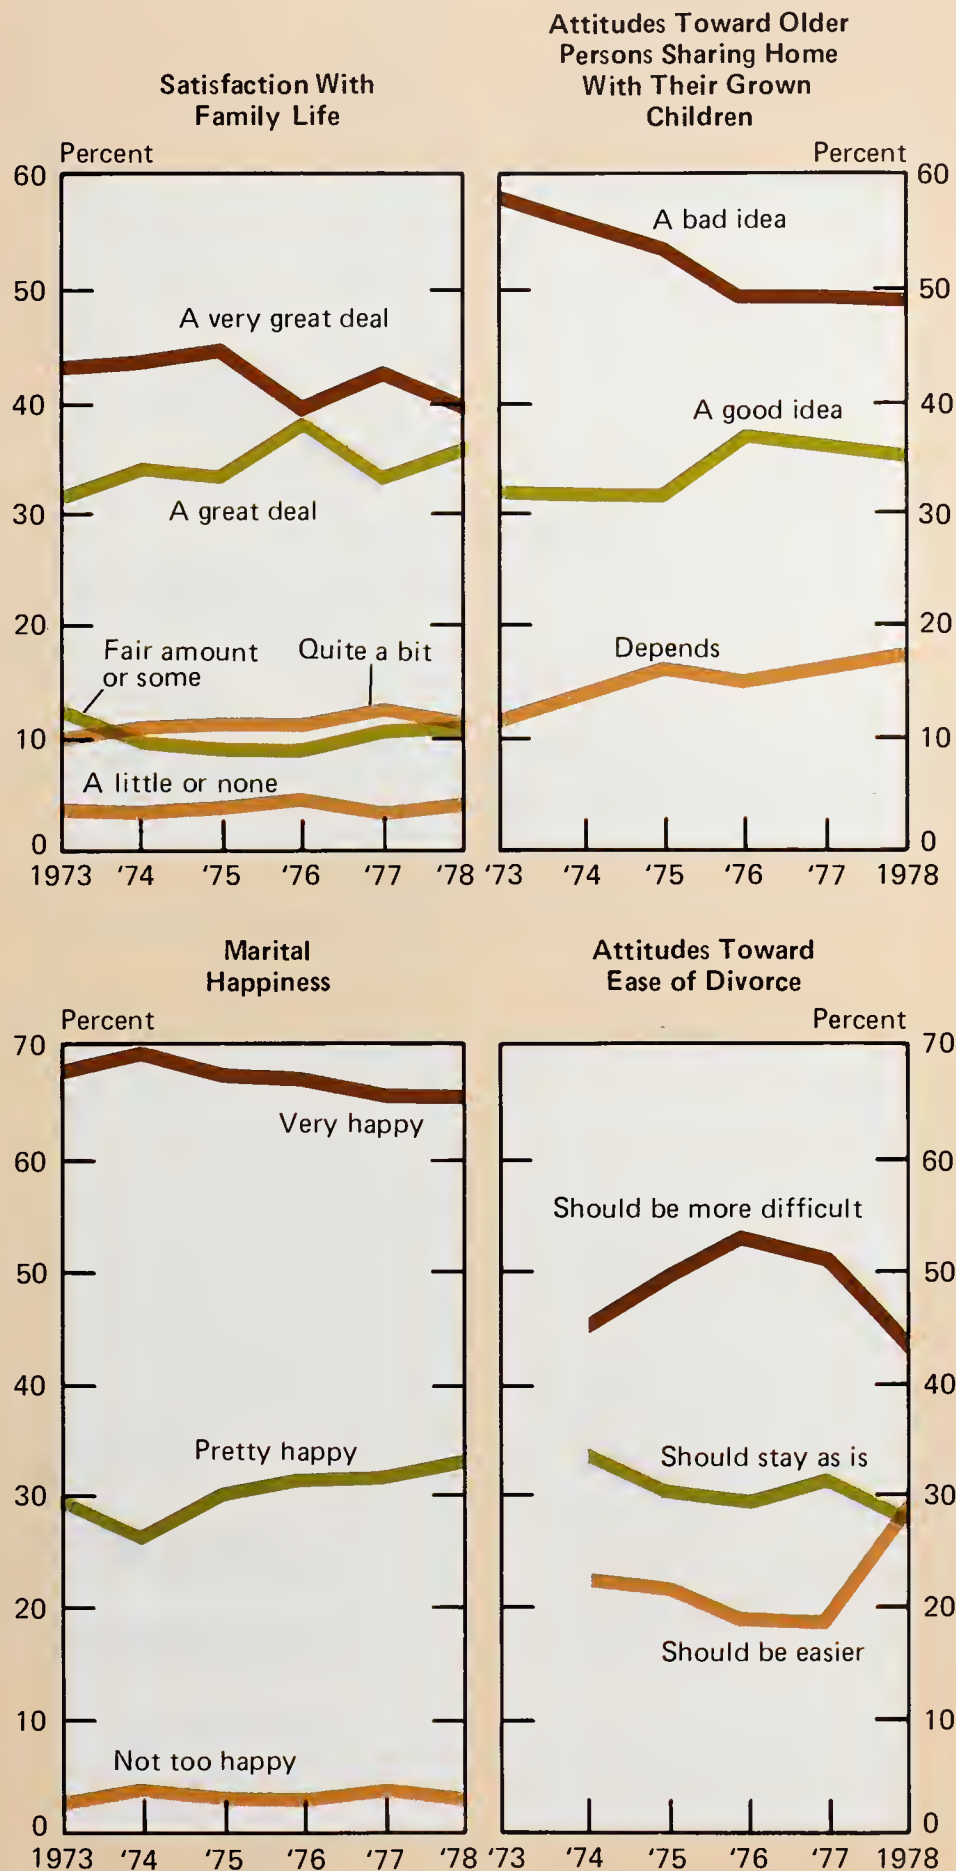 Satisfaction With
Family Life
Percent
60
50
40
30
20
10
0
A very great deal
A great deal
Fair amount
or some
Quite a bit
A little or none
1973 '74 '75 '76 '77 '78
Attitudes Toward Older
Persons Sharing Home
With Their Grown
Children
Percent
60
50
40
30
20
10
0
A bad idea
A good idea
Depends
'73 '74 '75 '76 '77 1978
Marital
Happiness
Percent
70
60
50
40
30
20
10
0
Very happy
Pretty happy
Not too happy
1973 '74 '75 '76 '77 '78
Attitudes Toward
Ease of Divorce
Percent
70
60
50
40
30
20
10
0
Should be more difficult
Should stay as is
Should be easier
'73 '74 '75 '76 '77 1978